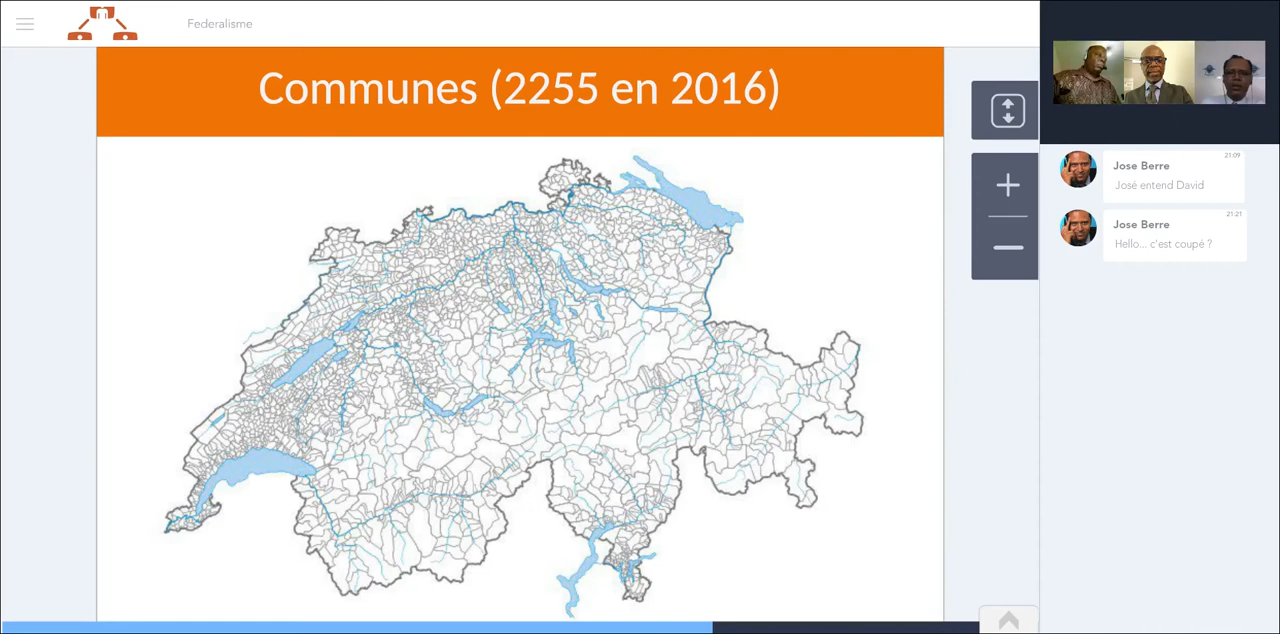 Federalisme
Communes (2255 en 2016)
21:09
Jose Berre
José entend David
21:21
Jose Berre
Hello... c'est coupé ?